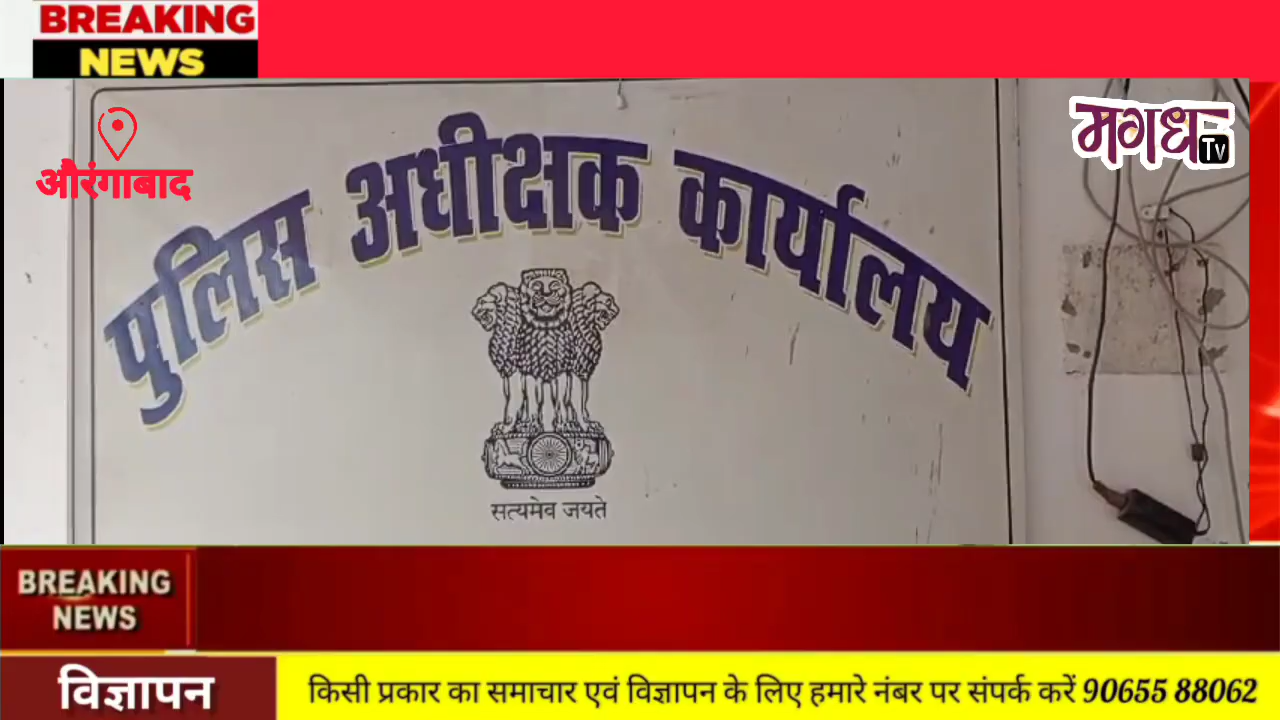 BREAKING
NEWS
औरंगाबाद
मगध
Tv
पुलिस अधीक्षक कार्यालय
सत्यमेव जयते
BREAKING
NEWS
विज्ञापन
किसी प्रकार का समाचार एवं विज्ञापन के लिए हमारे नंबर पर संपर्क करें 90655 88062